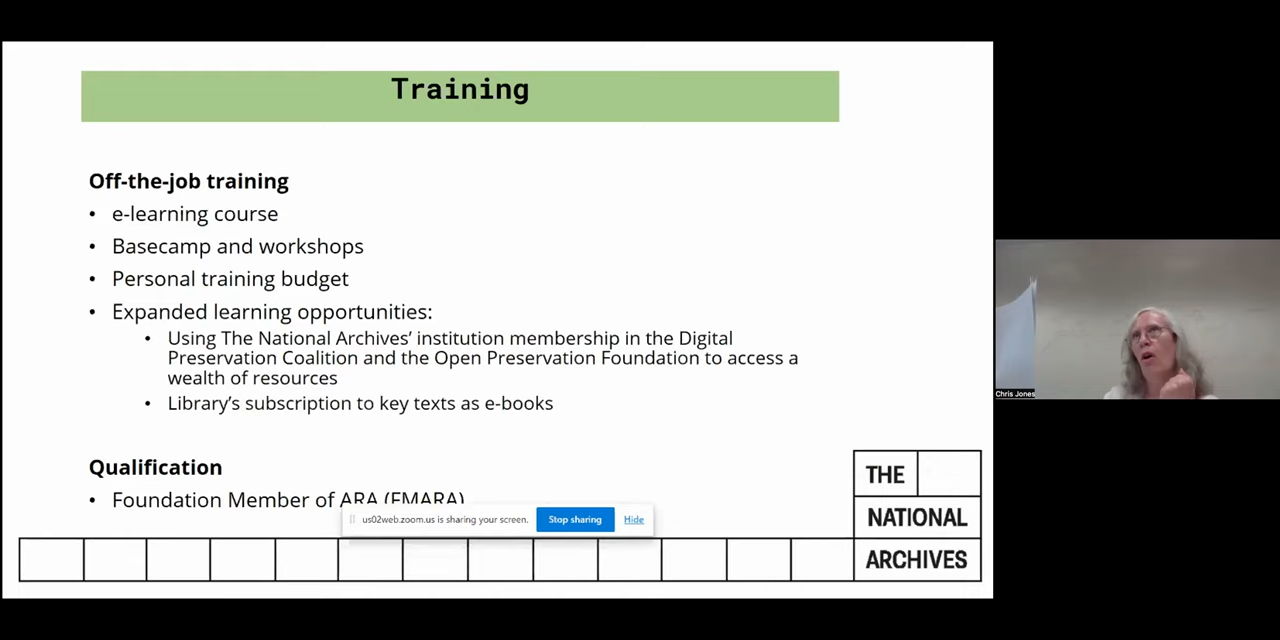 Training
Off-the-job training
• e-learning course
• Basecamp and workshops
• Personal training budget
• Expanded learning opportunities:
• Using The National Archives’ institution membership in the Digital
Preservation Coalition and the Open Preservation Foundation to access a
wealth of resources
• Library’s subscription to key texts as e-books
Qualification
• Foundation Member of ARA (FMARA)
us02web.zoom.us is sharing your screen. Stop sharing Hide
THE
NATIONAL
ARCHIVES
Chris Jones